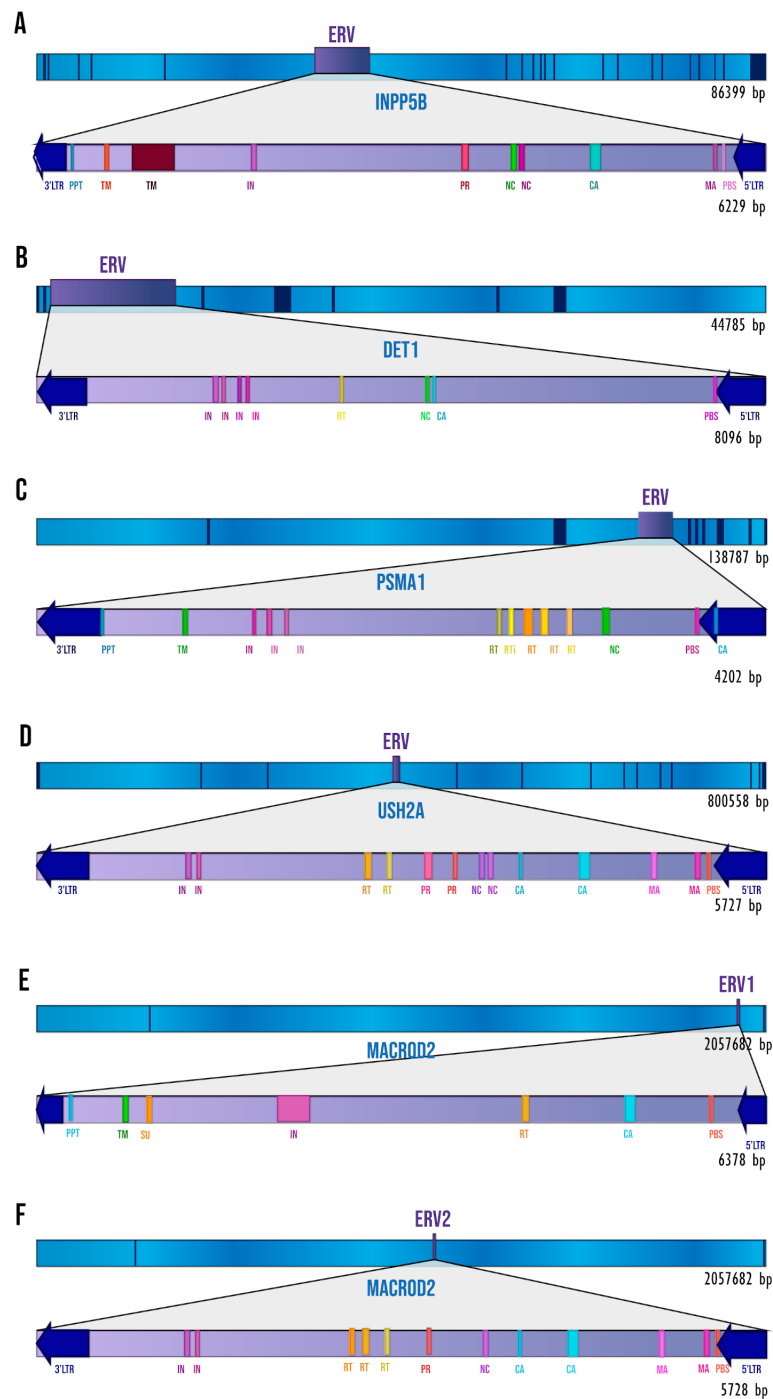 A
ERV
86399 bp
INPP5B
3'LTR PPT TM TM IN PR NC NC CA MA PBS 5'LTR
6229 bp
B
ERV
44785 bp
DET1
3'LTR IN IN IN IN RT NC CA PBS 5'LTR
8096 bp
C
ERV
138787 bp
PSMA1
3'LTR PPT TM IN IN IN RT RT RT RT RT NC PBS CA
4202 bp
D
ERV
800558 bp
USH2A
3'LTR IN IN RT RT PR PR NC NC CA CA MA MA PBS 5'LTR
5727 bp
E
ERV1
2057682 bp
MACROD2
PPT TM SU IN RT CA PBS 5'LTR
6378 bp
F
ERV2
2057682 bp
MACROD2
3'LTR IN IN RT RT RT PR NC CA CA MA MA PBS 5'LTR
5728 bp